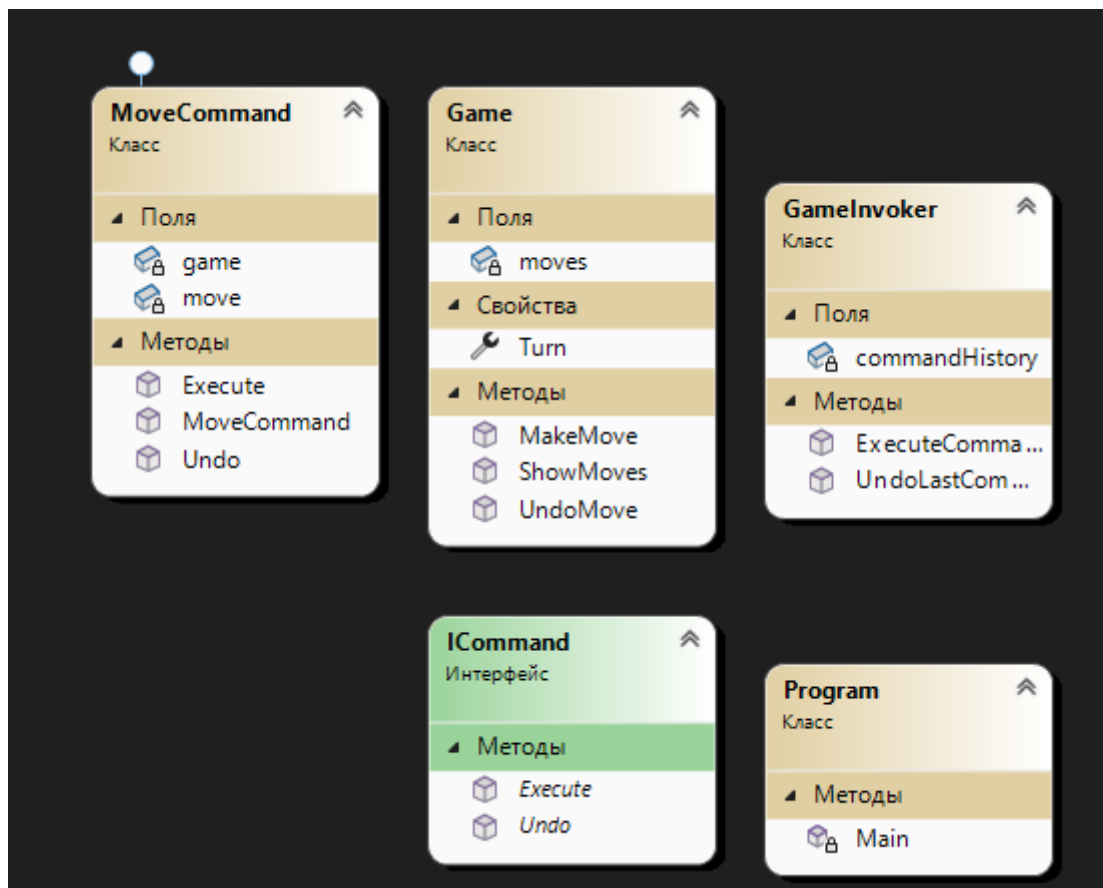 MoveCommand
Класс
Поля
game
move
Методы
Execute
MoveCommand
Undo
Game
Класс
Поля
moves
Свойства
Turn
Методы
MakeMove
ShowMoves
UndoMove
GameInvoker
Класс
Поля
commandHistory
Методы
ExecuteComma...
UndoLastCom...
ICommand
Интерфейс
Методы
Execute
Undo
Program
Класс
Методы
Main